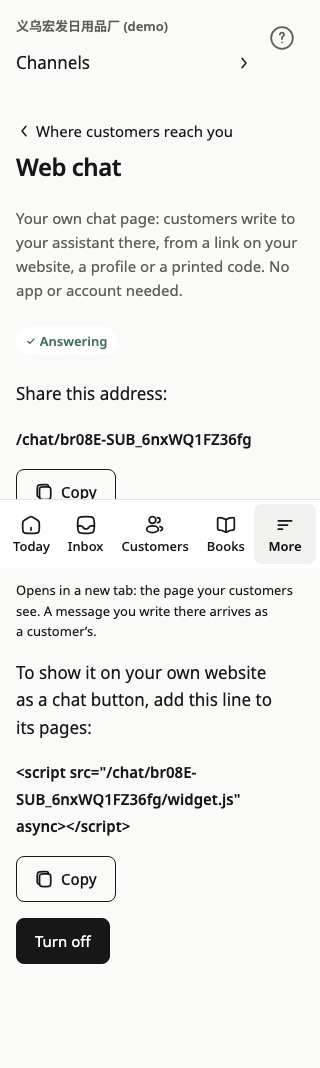 义乌宏发日用品厂 (demo)
Channels
Where customers reach you
Web chat
Your own chat page: customers write to
your assistant there, from a link on your
website, a profile or a printed code. No
app or account needed.
Answering
Share this address:
/chat/br08E-SUB_6nxWQ1FZ36fg
Copy
Today
Inbox
Customers
Books
More
Opens in a new tab: the page your customers
see. A message you write there arrives as
a customer’s.
To show it on your own website
as a chat button, add this line to
its pages:
<script src="/chat/br08E-
SUB_6nxWQ1FZ36fg/widget.js"
async></script>
Copy
Turn off